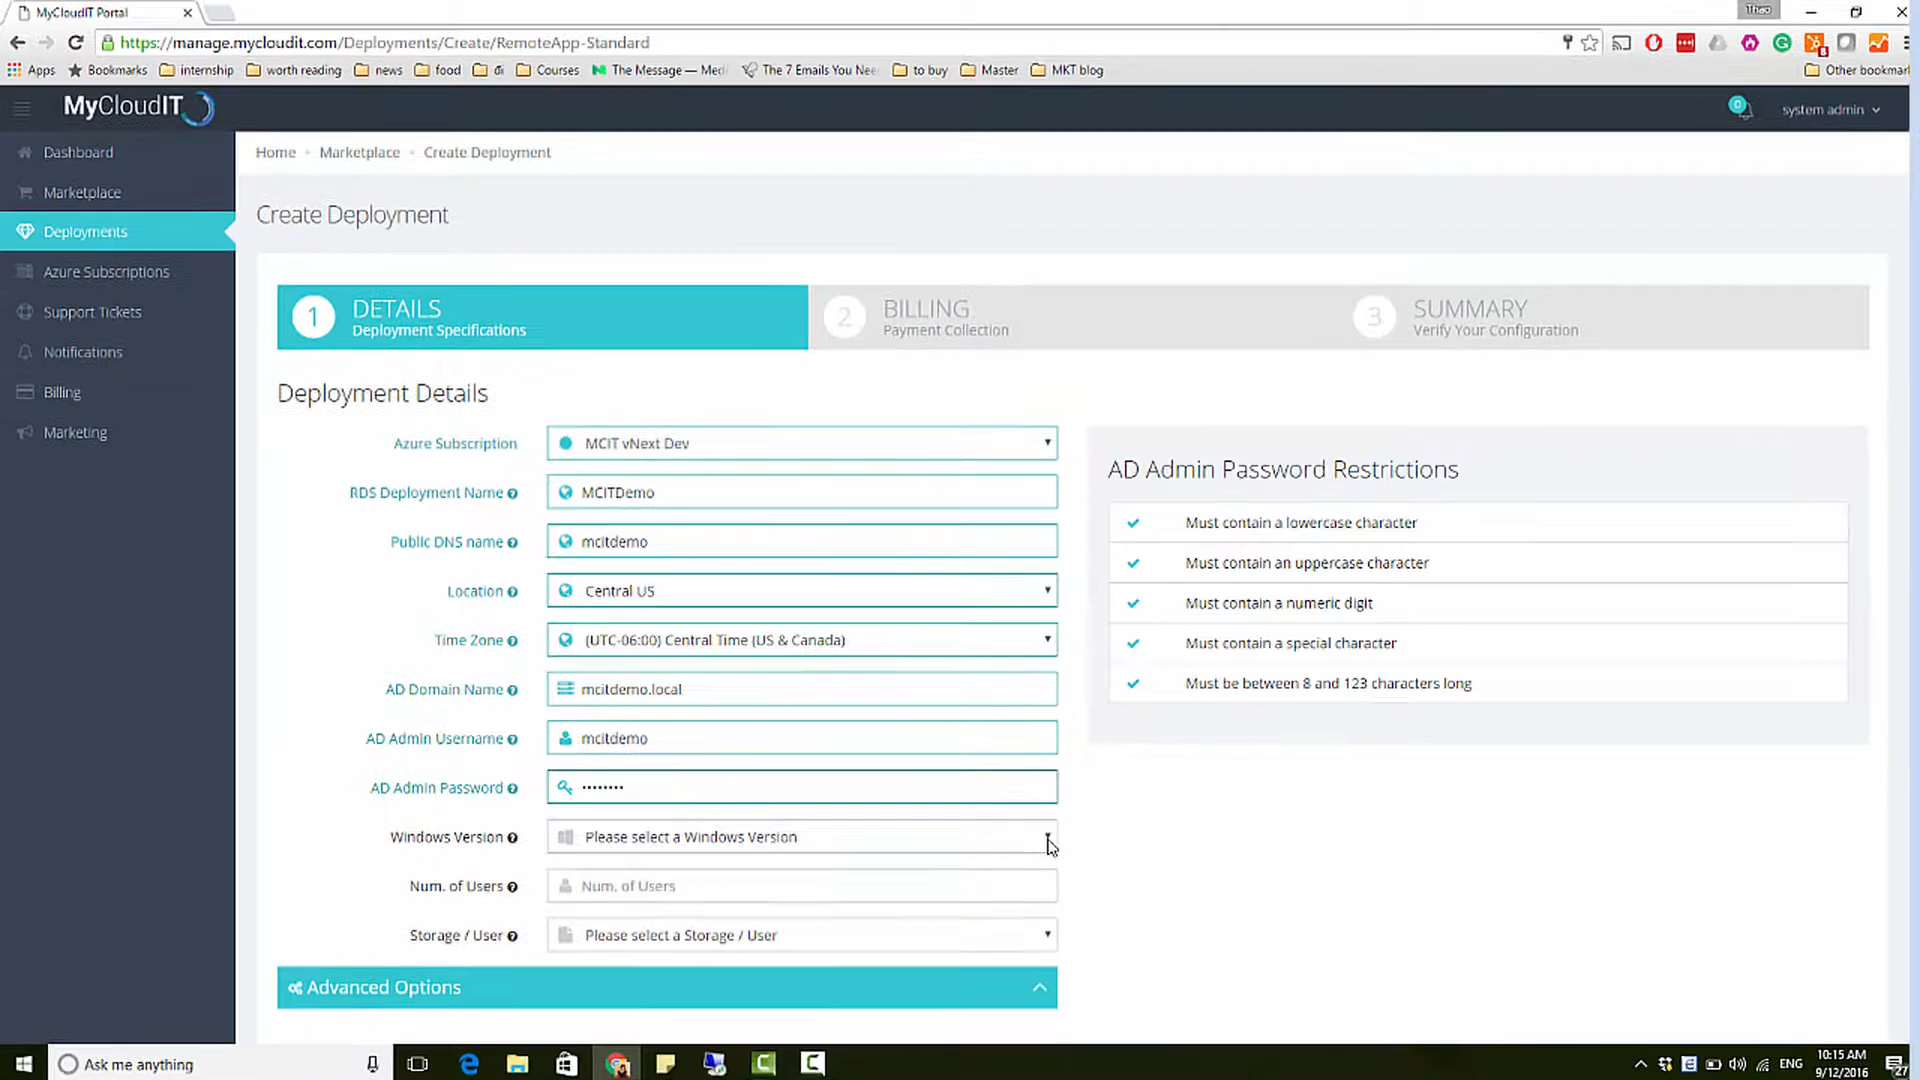 MyCloudIT Portal
Thao
https://manage.mycloudit.com/Deployments/Create/RemoteApp-Standard
Apps
Bookmarks
internship
worth reading
news
food
đi
Courses
The Message — Med
The 7 Emails You Nee
to buy
Master
MKT blog
Other bookmar
MyCloudIT
0
system admin
Dashboard
Marketplace
Deployments
Azure Subscriptions
Support Tickets
Notifications
Billing
Marketing
Home
Marketplace
Create Deployment
Create Deployment
1
DETAILS
Deployment Specifications
2
BILLING
Payment Collection
3
SUMMARY
Verify Your Configuration
Deployment Details
Azure Subscription
MCIT vNext Dev
RDS Deployment Name
MCITDemo
Public DNS name
mcitdemo
Location
Central US
Time Zone
(UTC-06:00) Central Time (US & Canada)
AD Domain Name
mcitdemo.local
AD Admin Username
mcitdemo
AD Admin Password
••••••••
Windows Version
Please select a Windows Version
Num. of Users
Num. of Users
Storage / User
Please select a Storage / User
Advanced Options
AD Admin Password Restrictions
Must contain a lowercase character
Must contain an uppercase character
Must contain a numeric digit
Must contain a special character
Must be between 8 and 123 characters long
Ask me anything
ENG
10:15 AM
9/12/2016
27